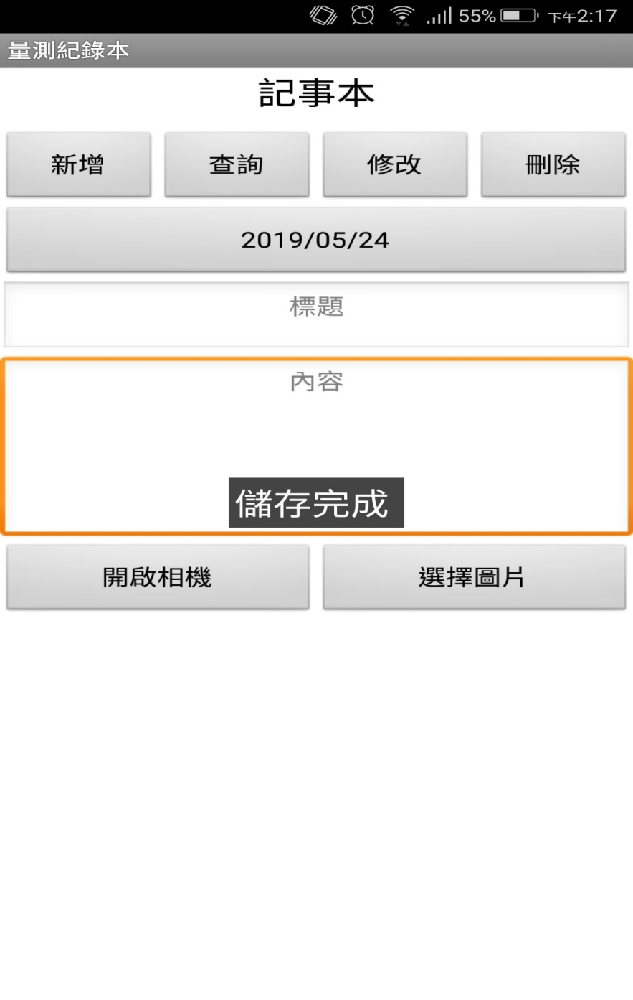 55% 下午2:17
量測紀錄本
記事本
新增 查詢 修改 刪除
2019/05/24
標題
內容
儲存完成
開啟相機 選擇圖片